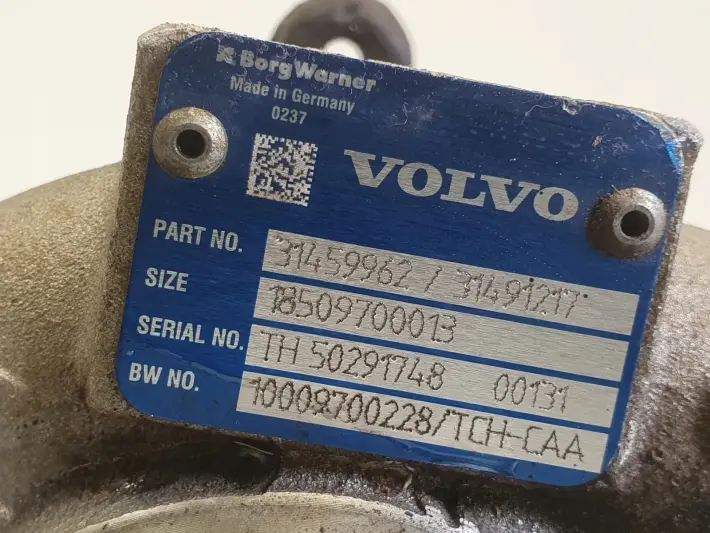 BorgWarner
Made in Germany
0237
VOLVO
PART NO. 31459962 / 31491217
SIZE 18509700013
SERIAL NO. TH 50291748 00131
BW NO. 10009700228/TCH-CAA